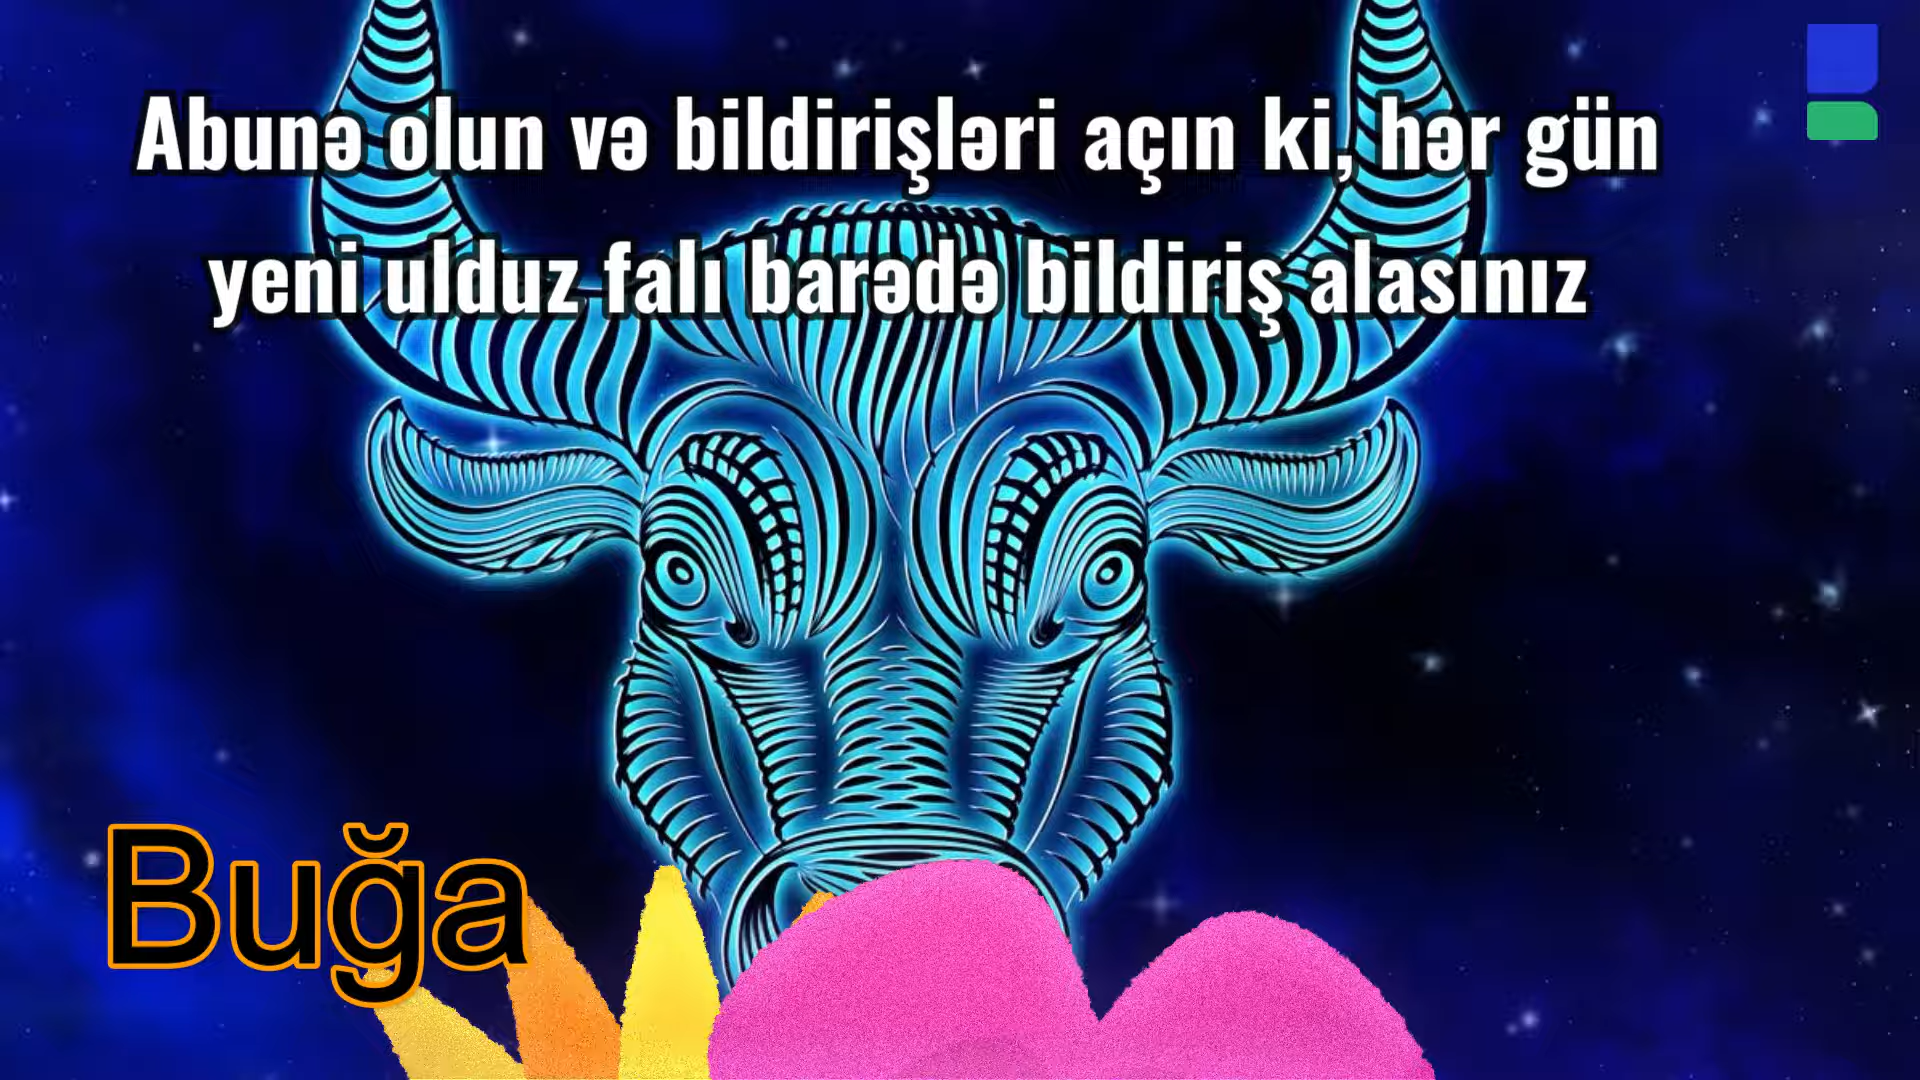 Abunə olun və bildirişləri açın ki, hər gün
yeni ulduz falı barədə bildiriş alasınız
Buğa